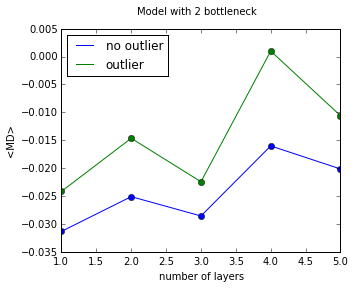 Model with 2 bottleneck
0.005
0.000
−0.005
−0.010
−0.015
−0.020
−0.025
−0.030
−0.035
<MD>
no outlier
outlier
1.0 1.5 2.0 2.5 3.0 3.5 4.0 4.5 5.0
number of layers